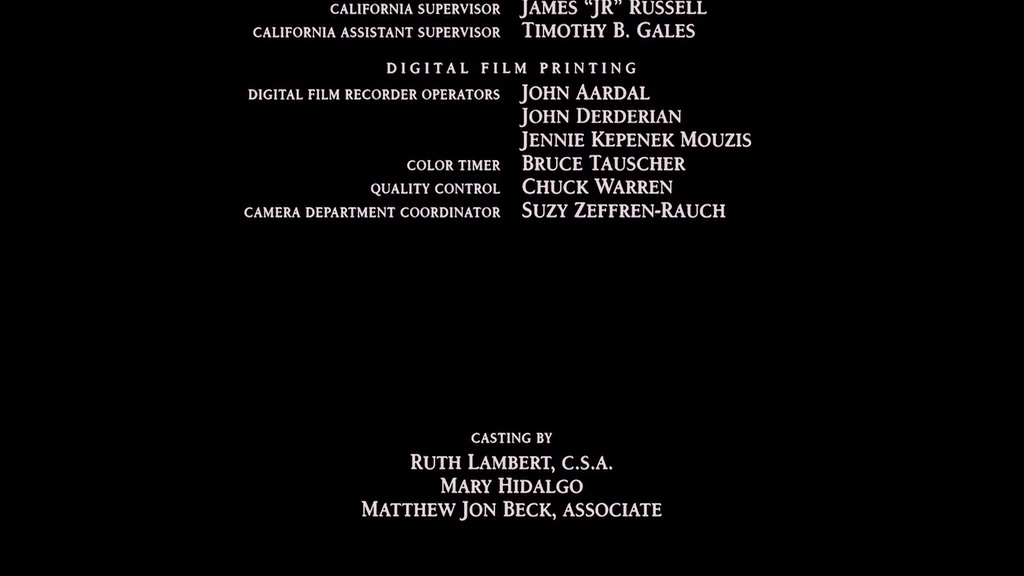 CALIFORNIA SUPERVISOR JAMES “JR” RUSSELL
CALIFORNIA ASSISTANT SUPERVISOR TIMOTHY B. GALES
DIGITAL FILM PRINTING
DIGITAL FILM RECORDER OPERATORS JOHN AARDAL
JOHN DERDERIAN
JENNIE KEPENEK MOUZIS
COLOR TIMER BRUCE TAUSCHER
QUALITY CONTROL CHUCK WARREN
CAMERA DEPARTMENT COORDINATOR SUZY ZEFFREN-RAUCH
CASTING BY
RUTH LAMBERT, C.S.A.
MARY HIDALGO
MATTHEW JON BECK, ASSOCIATE